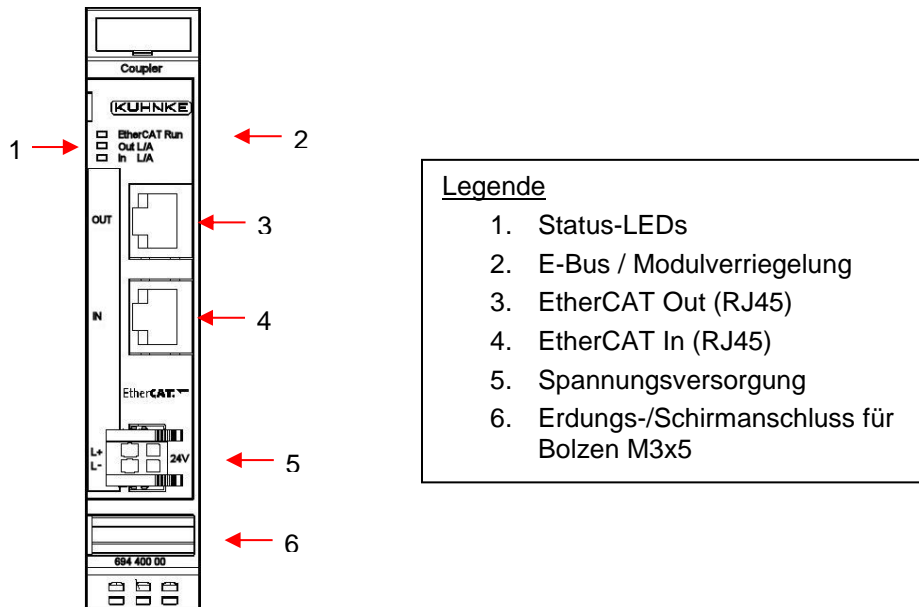 Coupler
KUHNKE
EtherCAT Run
Out L/A
In L/A
1
2
OUT
3
IN
4
EtherCAT.
L+
L-
24V
5
6
694 400 00
Legende
1. Status-LEDs
2. E-Bus / Modulverriegelung
3. EtherCAT Out (RJ45)
4. EtherCAT In (RJ45)
5. Spannungsversorgung
6. Erdungs-/Schirmanschluss für
Bolzen M3x5